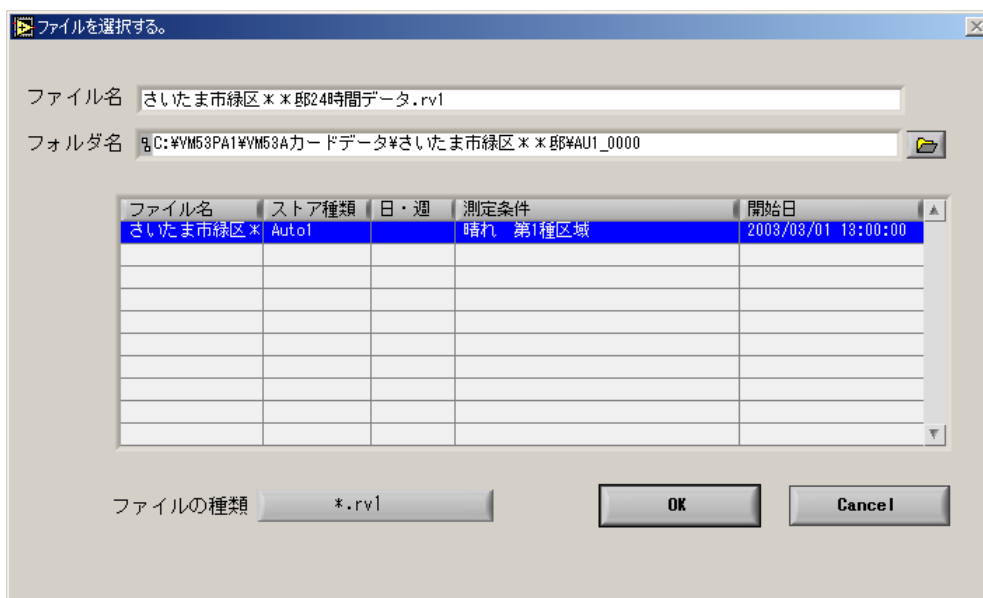 ファイルを選択する。
ファイル名 さいたま市緑区＊＊邸24時間データ.rv1
フォルダ名 C:¥VM53PA1¥VM53Aカードデータ¥さいたま市緑区＊＊邸¥AU1_0000
ファイル名 ストア種類 日・週 測定条件 開始日
さいたま市緑区＊ Auto1 晴れ 第1種区域 2003/03/01 13:00:00
ファイルの種類 *.rv1 OK Cancel